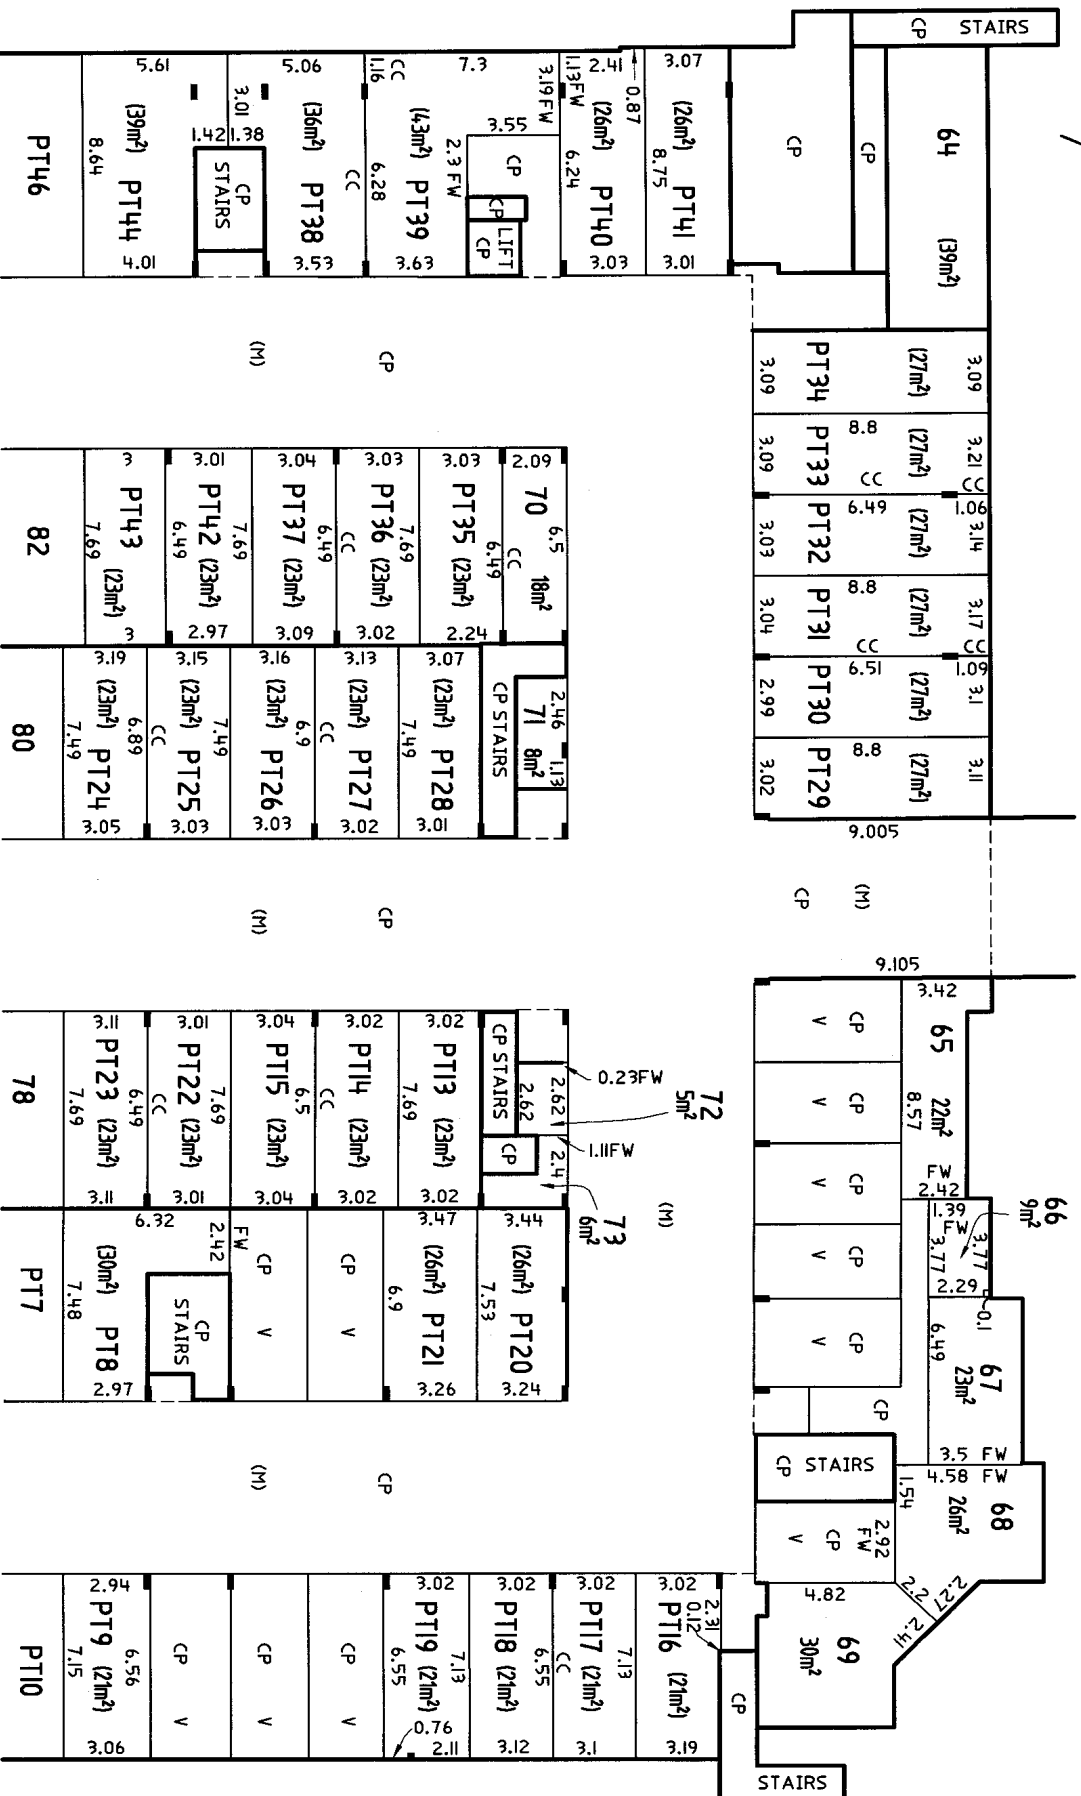 STAIRS
CP
64
(39m²)
CP
CP
5.61
(39m²)
8.64
PT44
4.01
PT46
3.01
1.42
1.38
CP
STAIRS
5.06
(36m²)
CC
PT38
3.53
1.16
CC
6.28
7.3
(43m²)
PT39
3.63
3.55
2.3 FW
3.19 FW
CP
CP
LIFT
CP
1.13FW
2.41
(26m²)
6.24
PT40
3.03
0.87
3.07
(26m²)
8.75
PT41
3.01
(M)
CP
3.09
(27m²)
PT34
3.09
8.8
3.21
CC
(27m²)
CC
PT33
3.09
1.06
6.49
3.14
(27m²)
PT32
3.03
8.8
3.17
CC
(27m²)
CC
PT31
3.04
1.09
6.51
3.1
(27m²)
PT30
2.99
8.8
3.11
(27m²)
PT29
3.02
9.005
82
3
PT43
7.69
(23m²)
3
3.01
PT42
(23m²)
6.49
7.69
2.97
3.04
PT37
(23m²)
6.49
3.09
3.03
PT36
(23m²)
CC
7.69
3.02
3.03
PT35
(23m²)
6.49
2.24
2.09
70
6.5
CC
18m²
80
3.19
(23m²)
6.89
PT24
7.49
3.05
3.15
(23m²)
CC
7.49
PT25
3.03
3.16
(23m²)
6.9
PT26
3.03
3.13
(23m²)
CC
PT27
3.02
3.07
(23m²)
7.49
PT28
3.01
CP STAIRS
2.46
71
8m²
1.13
(M)
CP
CP
(M)
9.105
78
3.11
PT23
(23m²)
7.69
6.49
3.11
3.01
PT22
(23m²)
CC
7.69
3.01
3.04
PT15
(23m²)
6.5
3.04
3.02
PT14
(23m²)
CC
3.02
3.02
PT13
(23m²)
7.69
3.02
CP STAIRS
CP
0.23FW
2.62
2.62
72
5m²
1.11FW
2.4
73
6m²
(M)
3.42
65
22m²
8.57
FW
2.42
CP
V
CP
V
CP
V
CP
V
CP
V
66
9m²
1.39
FW
3.77
3.77
2.29
0.1
67
23m²
6.49
3.5 FW
4.58 FW
68
26m²
1.54
CP
CP
STAIRS
2.92
FW
CP
V
2.27
2.2
2.41
4.82
69
30m²
PT7
6.32
(30m²)
7.48
PT8
2.97
2.42
FW
CP
STAIRS
CP
V
CP
V
3.47
(26m²)
6.9
PT21
3.26
3.44
(26m²)
7.53
PT20
3.24
(M)
CP
PT10
2.94
PT9
(21m²)
7.15
6.56
3.06
CP
V
CP
V
CP
V
3.02
PT19
(21m²)
6.55
7.13
0.76
2.11
3.02
PT18
(21m²)
6.55
3.12
3.02
PT17
(21m²)
CC
7.13
3.1
3.02
PT16
(21m²)
2.31
0.12
3.19
CP
STAIRS